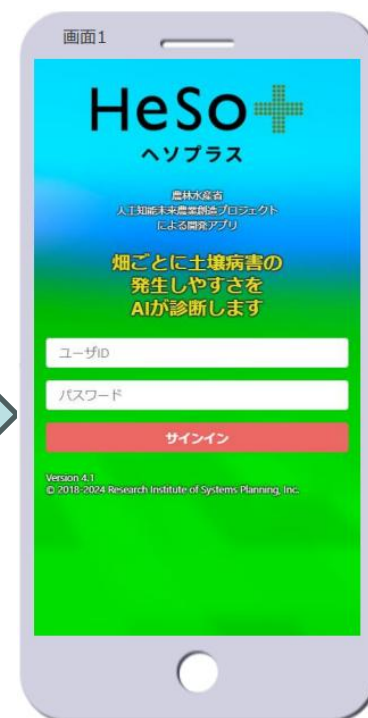 画面1
HeSo+
ヘソプラス
農林水産省
人工知能未来農業創造プロジェクト
による開発アプリ
畑ごとに土壌病害の
発生しやすさを
AIが診断します
ユーザID
パスワード
サインイン
Version 4.1
© 2018-2024 Research Institute of Systems Planning, Inc.